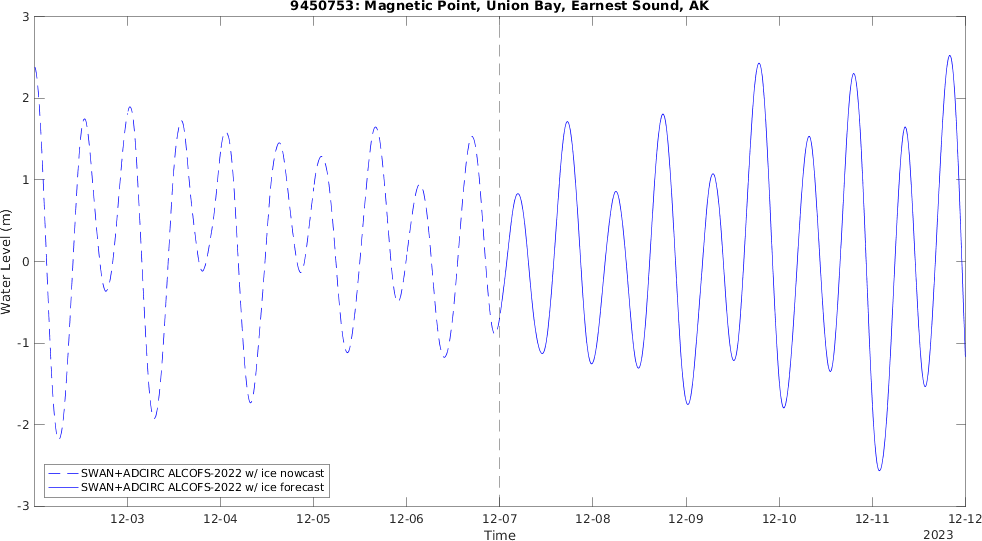 9450753: Magnetic Point, Union Bay, Earnest Sound, AK
3
2
1
0
-1
-2
-3
Water Level (m)
SWAN+ADCIRC ALCOFS-2022 w/ ice nowcast
SWAN+ADCIRC ALCOFS-2022 w/ ice forecast
12-03 12-04 12-05 12-06 12-07 12-08 12-09 12-10 12-11 12-12
Time
2023